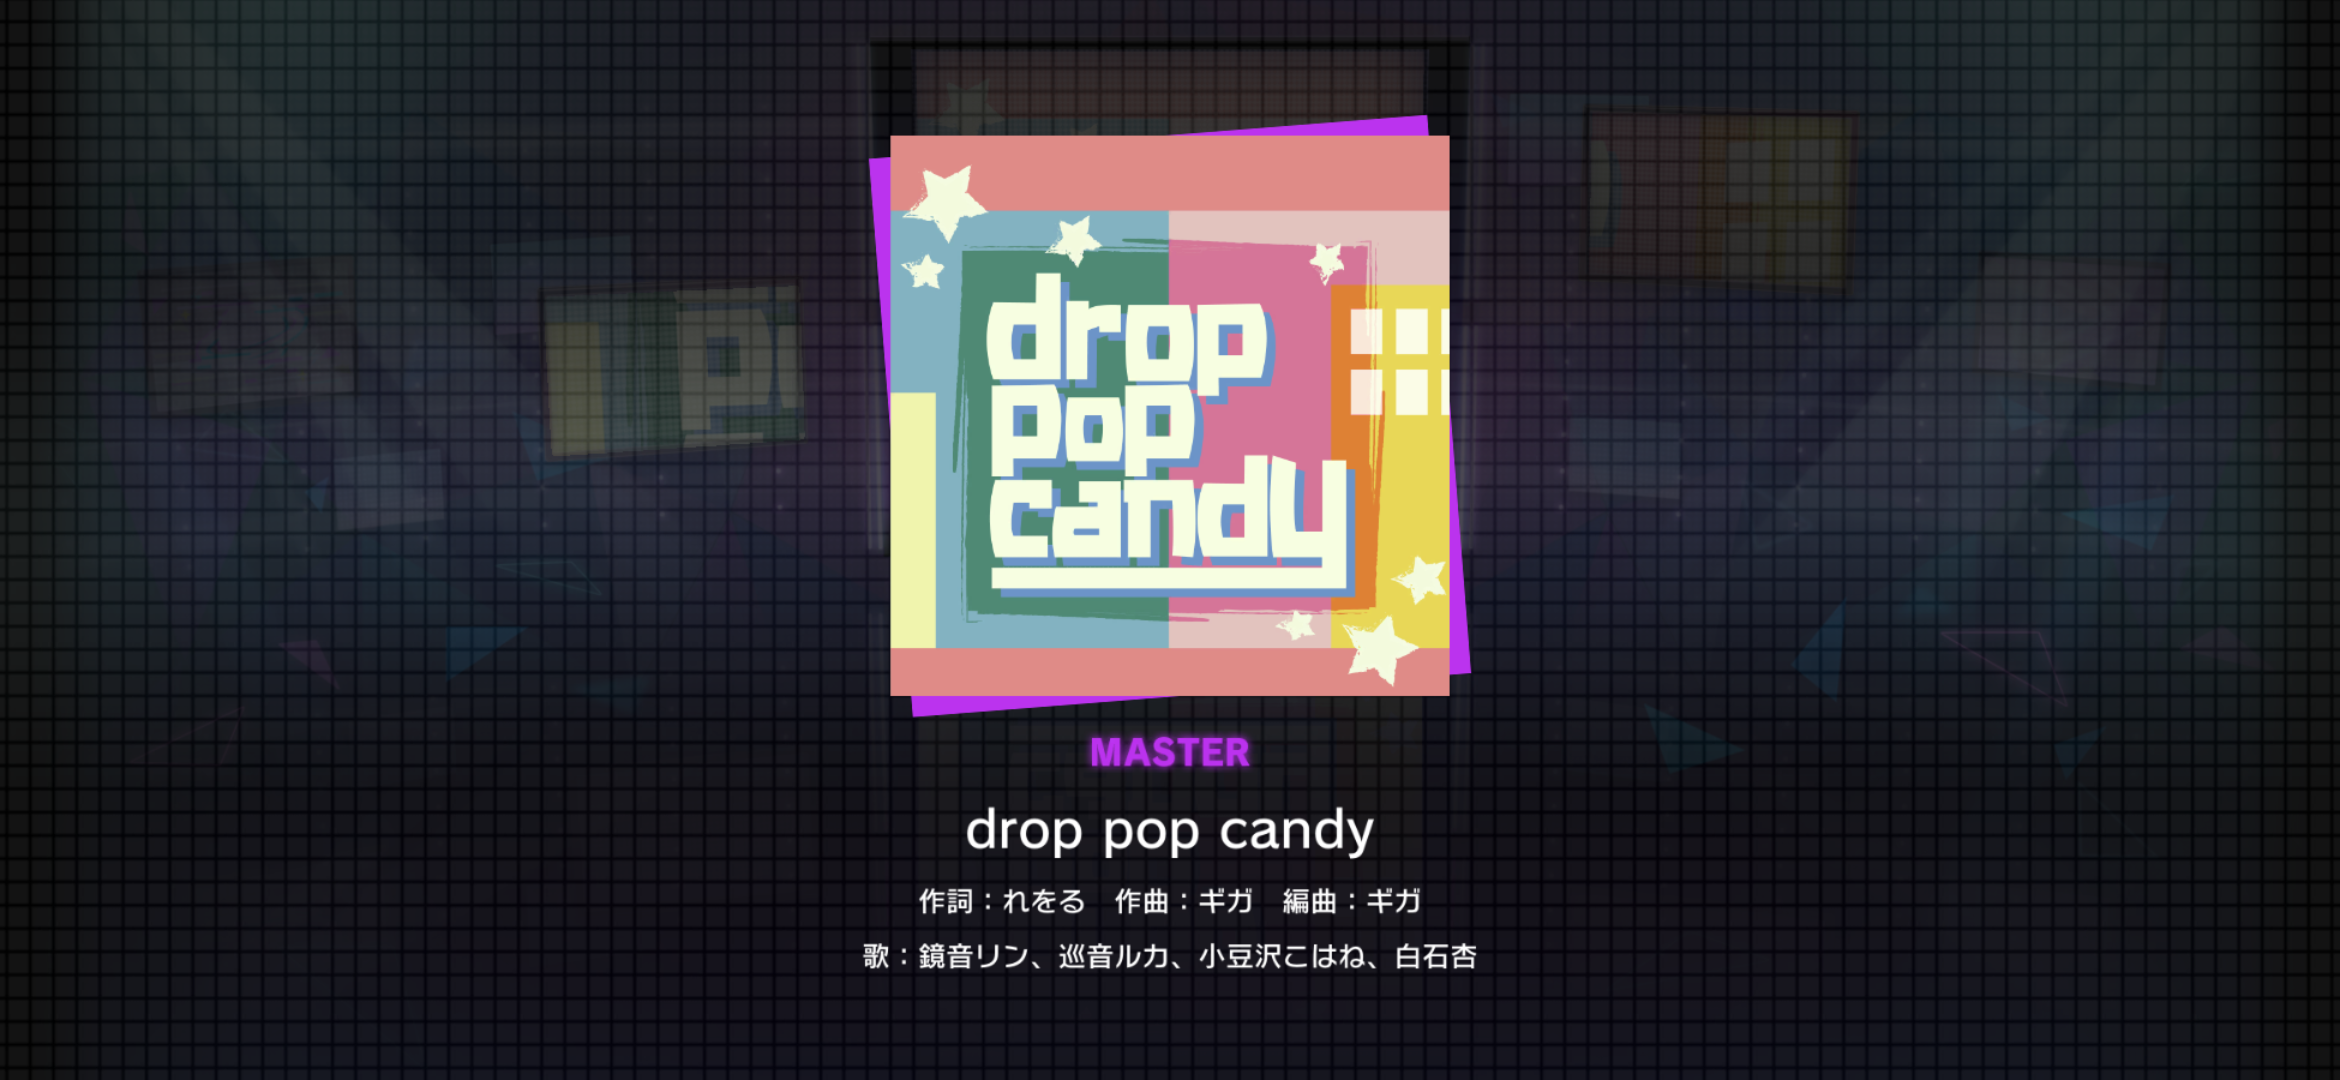 drop
pop
candy
MASTER
drop pop candy
作詞：れをる　作曲：ギガ　編曲：ギガ
歌：鏡音リン、巡音ルカ、小豆沢こはね、白石杏